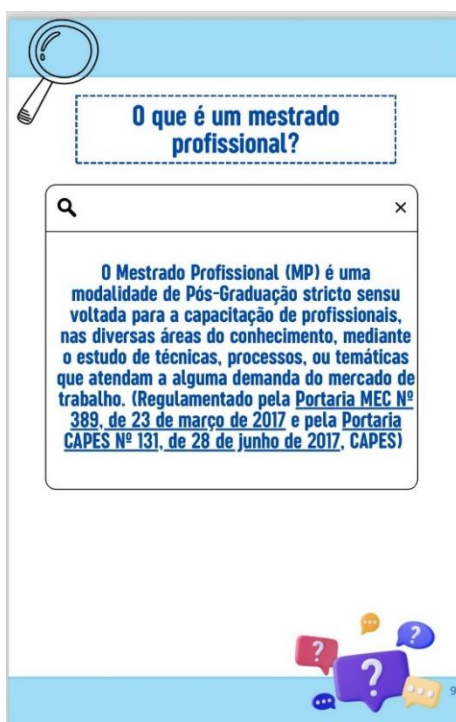 O que é um mestrado
profissional?
O Mestrado Profissional (MP) é uma
modalidade de Pós-Graduação stricto sensu
voltada para a capacitação de profissionais,
nas diversas áreas do conhecimento, mediante
o estudo de técnicas, processos, ou temáticas
que atendam a alguma demanda do mercado de
trabalho. (Regulamentado pela Portaria MEC Nº
389, de 23 de março de 2017 e pela Portaria
CAPES Nº 131, de 28 de junho de 2017, CAPES)
? ?
?
9